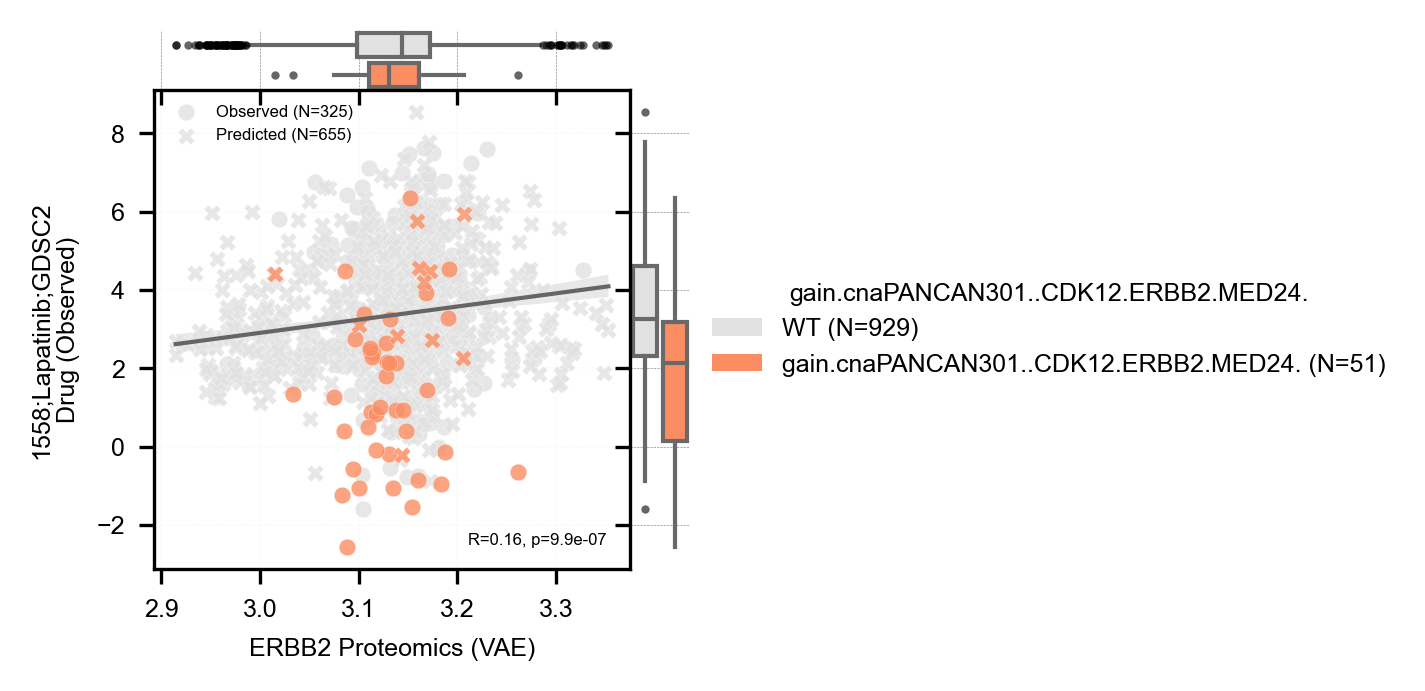 Observed (N=325)
Predicted (N=655)
8
6
4
2
0
−2
1558;Lapatinib;GDSC2
Drug (Observed)
R=0.16, p=9.9e-07
2.9
3.0
3.1
3.2
3.3
ERBB2 Proteomics (VAE)
gain.cnaPANCAN301..CDK12.ERBB2.MED24.
WT (N=929)
gain.cnaPANCAN301..CDK12.ERBB2.MED24. (N=51)